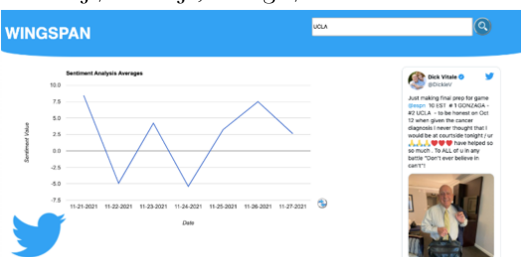 WINGSPAN
UCLA
Sentiment Analysis Averages
10.0
7.5
5.0
2.5
0.0
-2.5
-5.0
-7.5
Sentiment Value
11-21-2021 11-22-2021 11-23-2021 11-24-2021 11-25-2021 11-26-2021 11-27-2021
Date
Dick Vitale
@DickieV
Just making final prep for game
@espn 10 EST # 1 GONZAGA -
#2 UCLA - to be honest on Oct
12 when given the cancer
diagnosis I never thought that I
would be at courtside tonight / ur
have helped so
so much . To ALL of u in any
battle "Don't ever believe in
can't"!